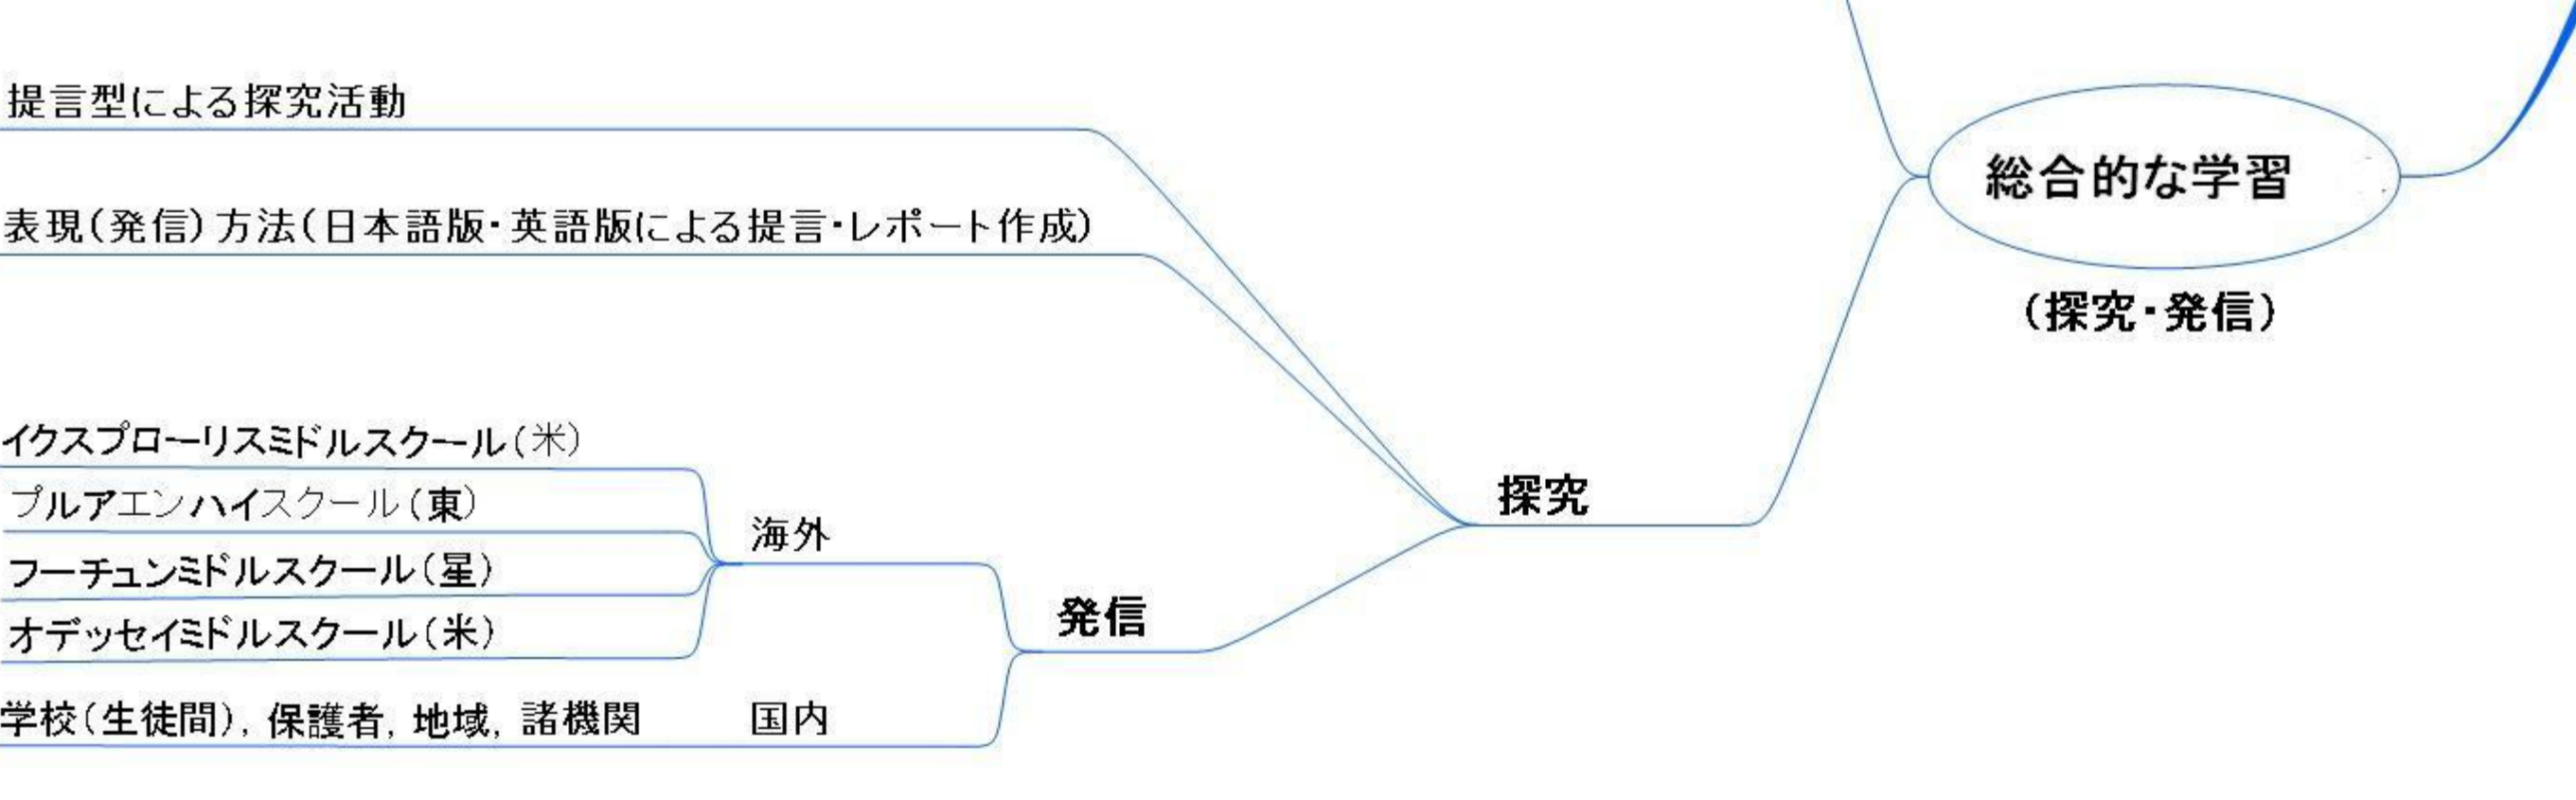 提言型による探究活動
総合的な学習
表現(発信)方法(日本語版・英語版による提言・レポート作成)
(探究・発信)
イクスプローリスミドルスクール(米)
探究
プルアエンハイスクール(東)
海外
フーチュンミドルスクール(星)
発信
オデッセイミドルスクール(米)
学校(生徒間), 保護者, 地域, 諸機関 国内